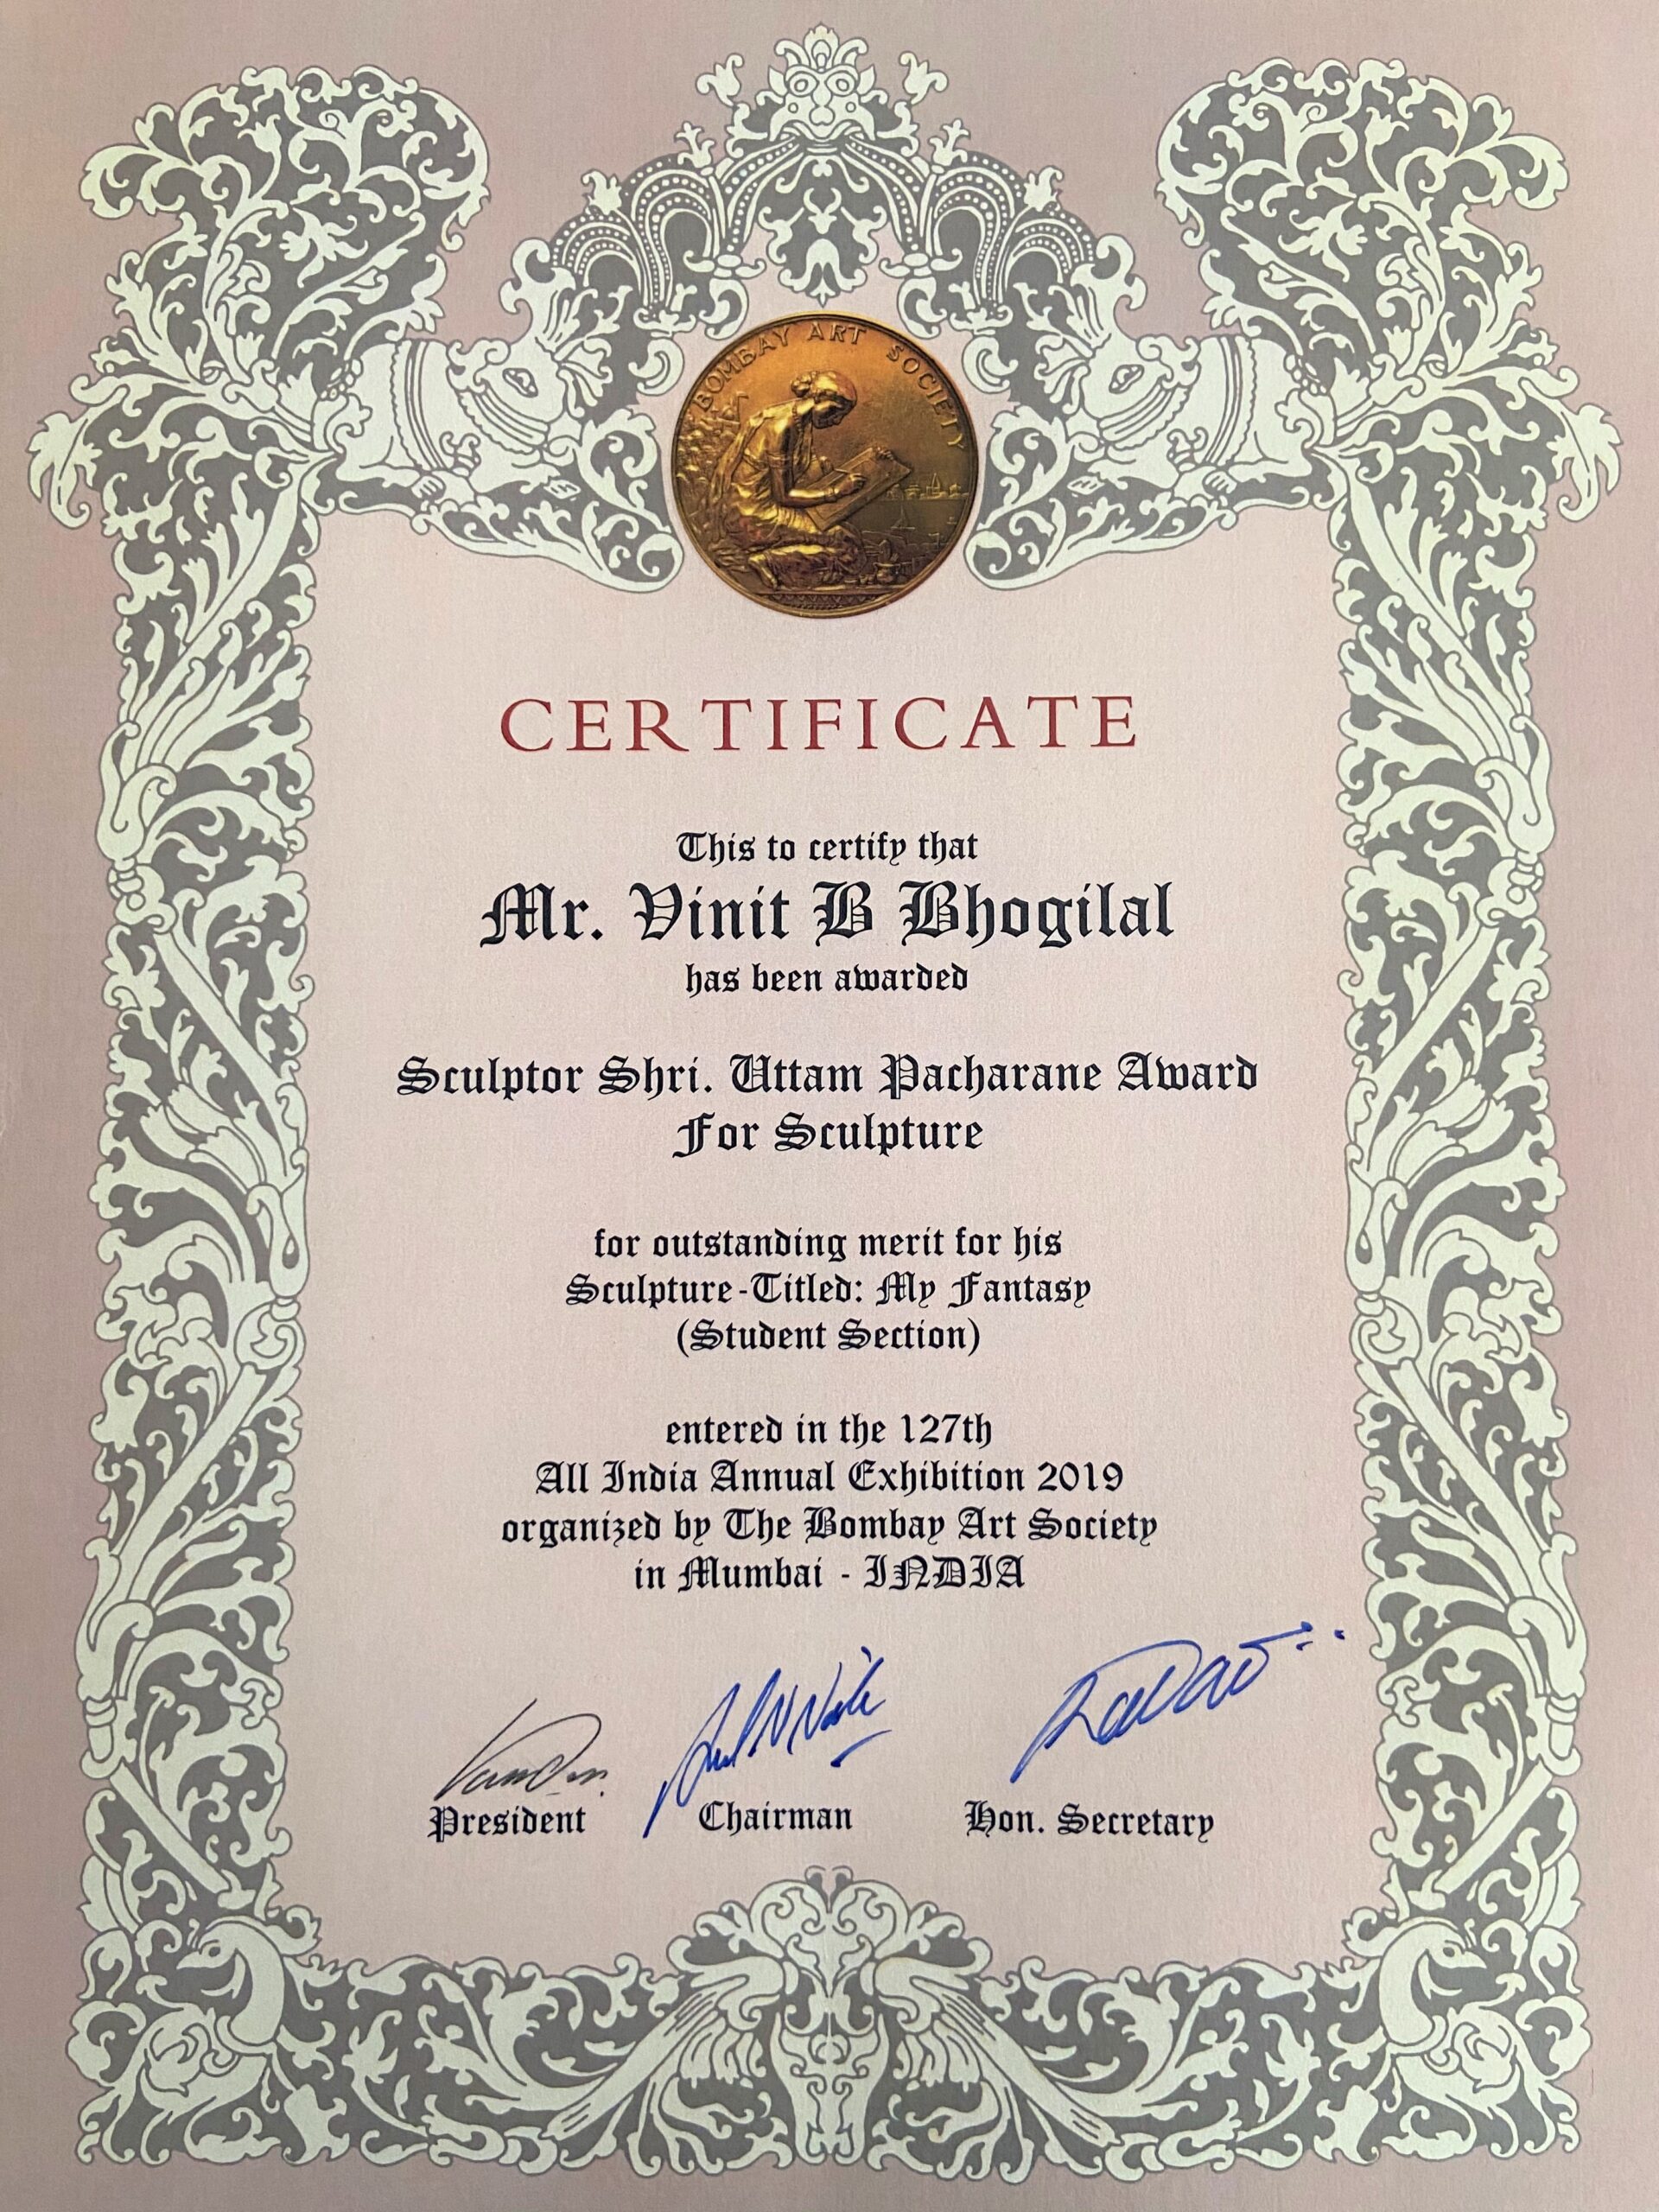 BOMBAY ART SOCIETY
CERTIFICATE
This to certify that
Mr. Vinit B Bhogilal
has been awarded
Sculptor Shri. Uttam Pacharane Award
For Sculpture
for outstanding merit for his
Sculpture-Titled: My Fantasy
(Student Section)
entered in the 127th
All India Annual Exhibition 2019
organized by The Bombay Art Society
in Mumbai - INDIA
President Chairman Hon. Secretary